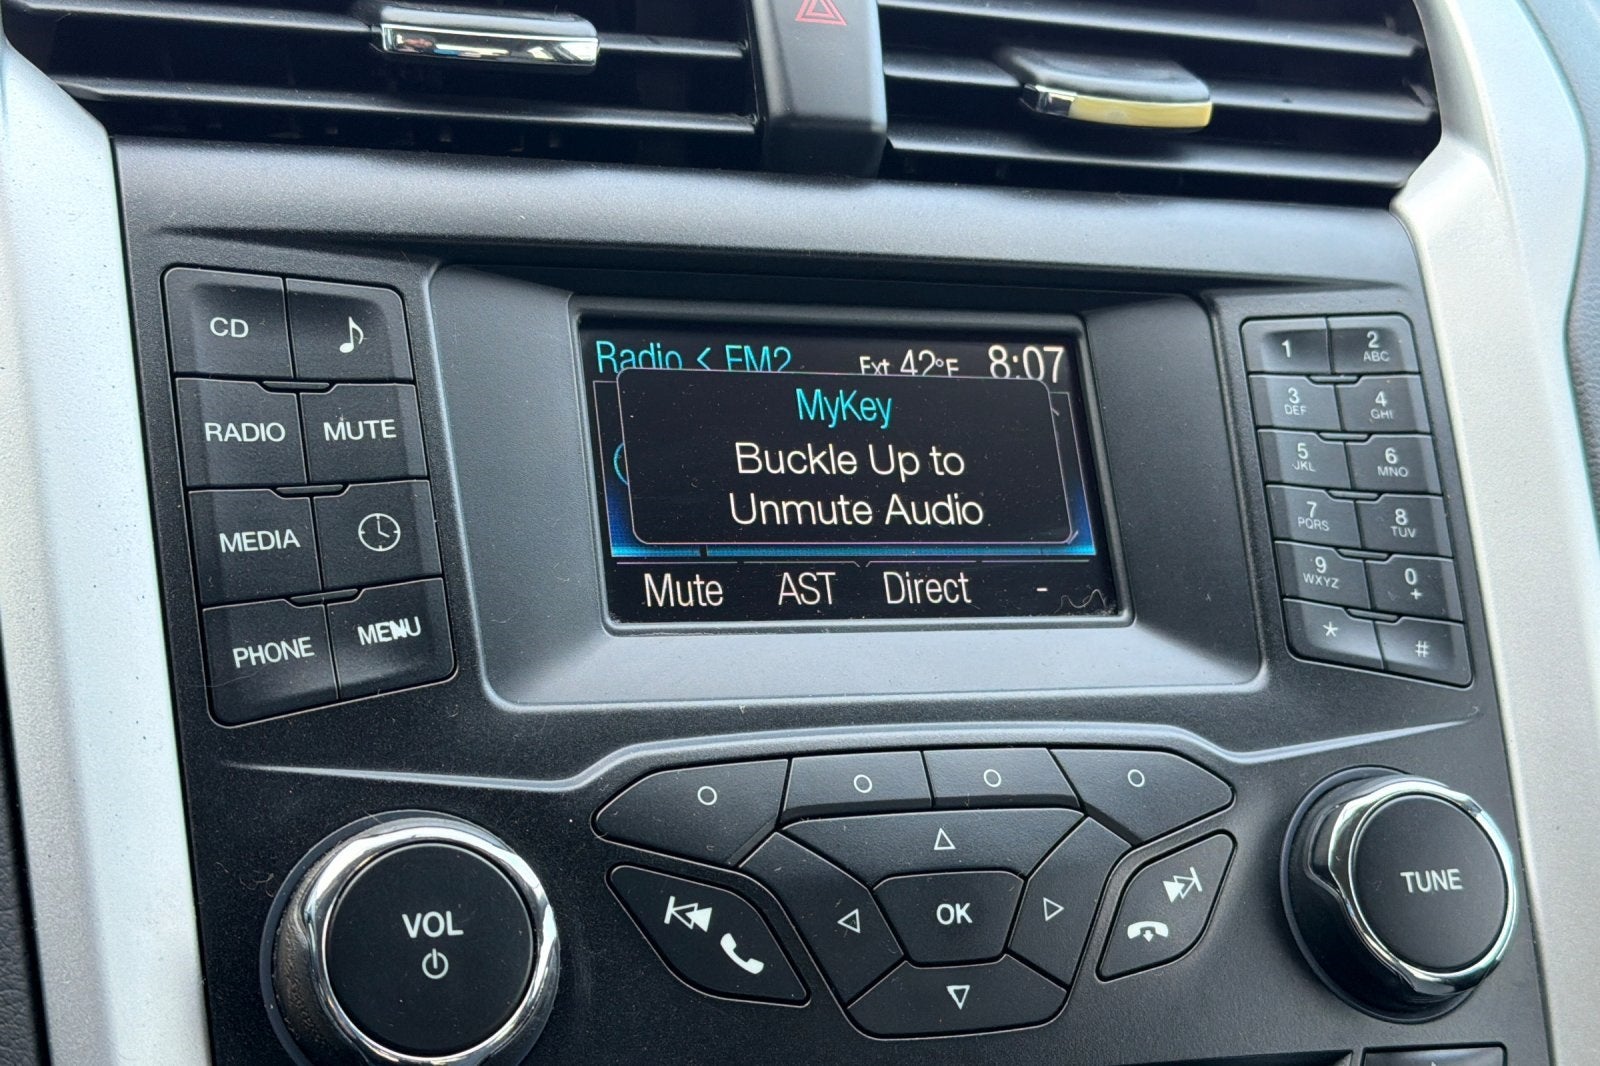 Radio < FM2 Ext 42°F 8:07
MyKey
Buckle Up to
Unmute Audio
Mute AST Direct -
CD
RADIO MUTE
MEDIA
PHONE MENU
1 2 ABC
3 DEF 4 GHI
5 JKL 6 MNO
7 PQRS 8 TUV
9 WXYZ 0 +
* #
VOL
OK
TUNE